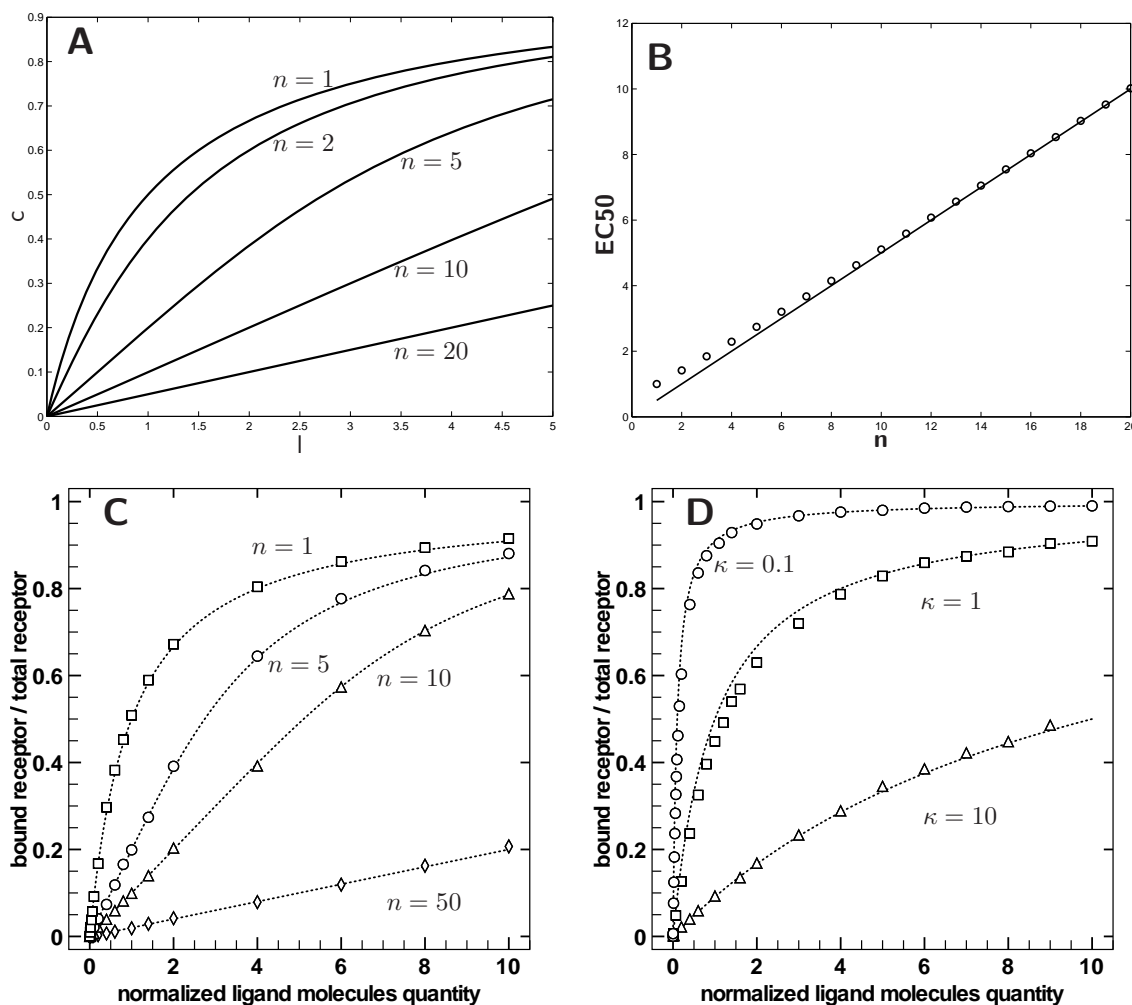 A
0.9
0.8
0.7
0.6
0.5
0.4
0.3
0.2
0.1
0
C
n = 1
n = 2
n = 5
n = 10
n = 20
0 0.5 1 1.5 2 2.5 3 3.5 4 4.5 5
l
B
12
10
8
6
4
2
0
EC50
0 2 4 6 8 10 12 14 16 18 20
n
C
1
0.8
0.6
0.4
0.2
0
bound receptor / total receptor
n = 1
n = 5
n = 10
n = 50
0 2 4 6 8 10
normalized ligand molecules quantity
D
1
0.8
0.6
0.4
0.2
0
bound receptor / total receptor
κ = 0.1
κ = 1
κ = 10
0 2 4 6 8 10
normalized ligand molecules quantity